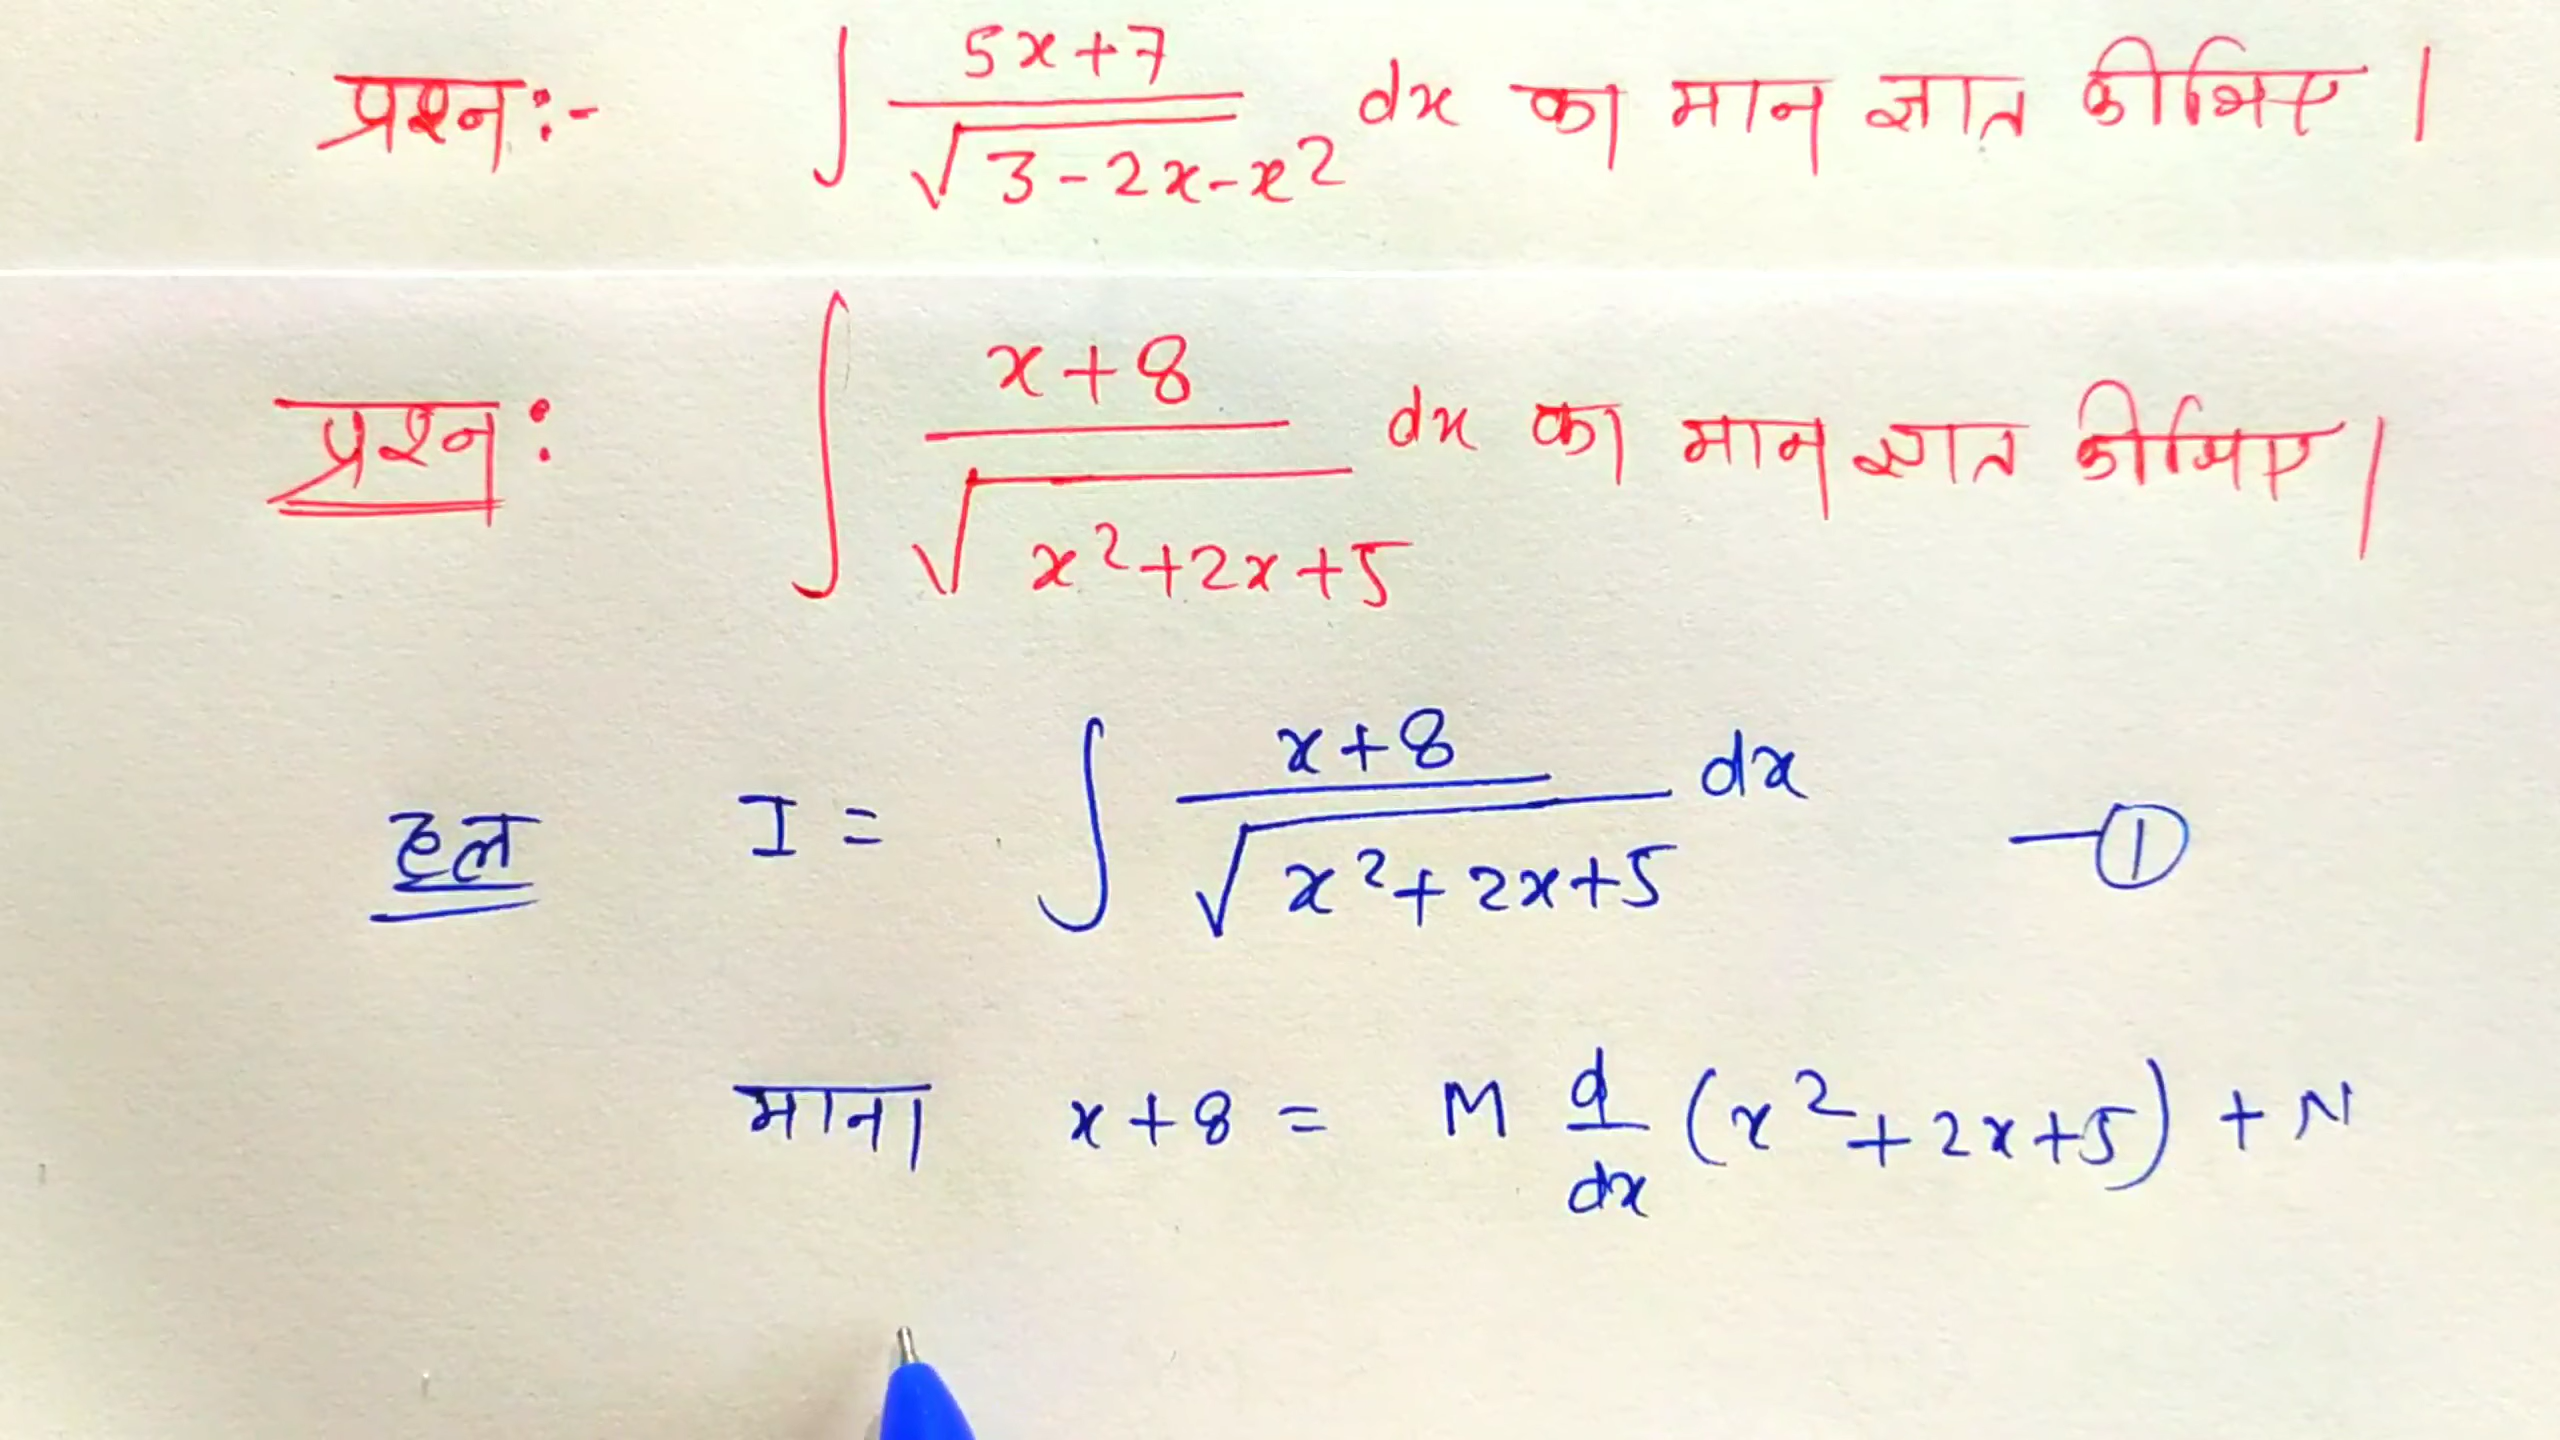 प्रश्न:- ∫ 5x+7 / √3-2x-x² dx का मान ज्ञात कीजिए।
प्रश्न: ∫ x+8 / √x²+2x+5 dx का मान ज्ञात कीजिए।
हल I = ∫ x+8 / √x²+2x+5 dx —①
माना x+8 = M d/dx (x²+2x+5) + N